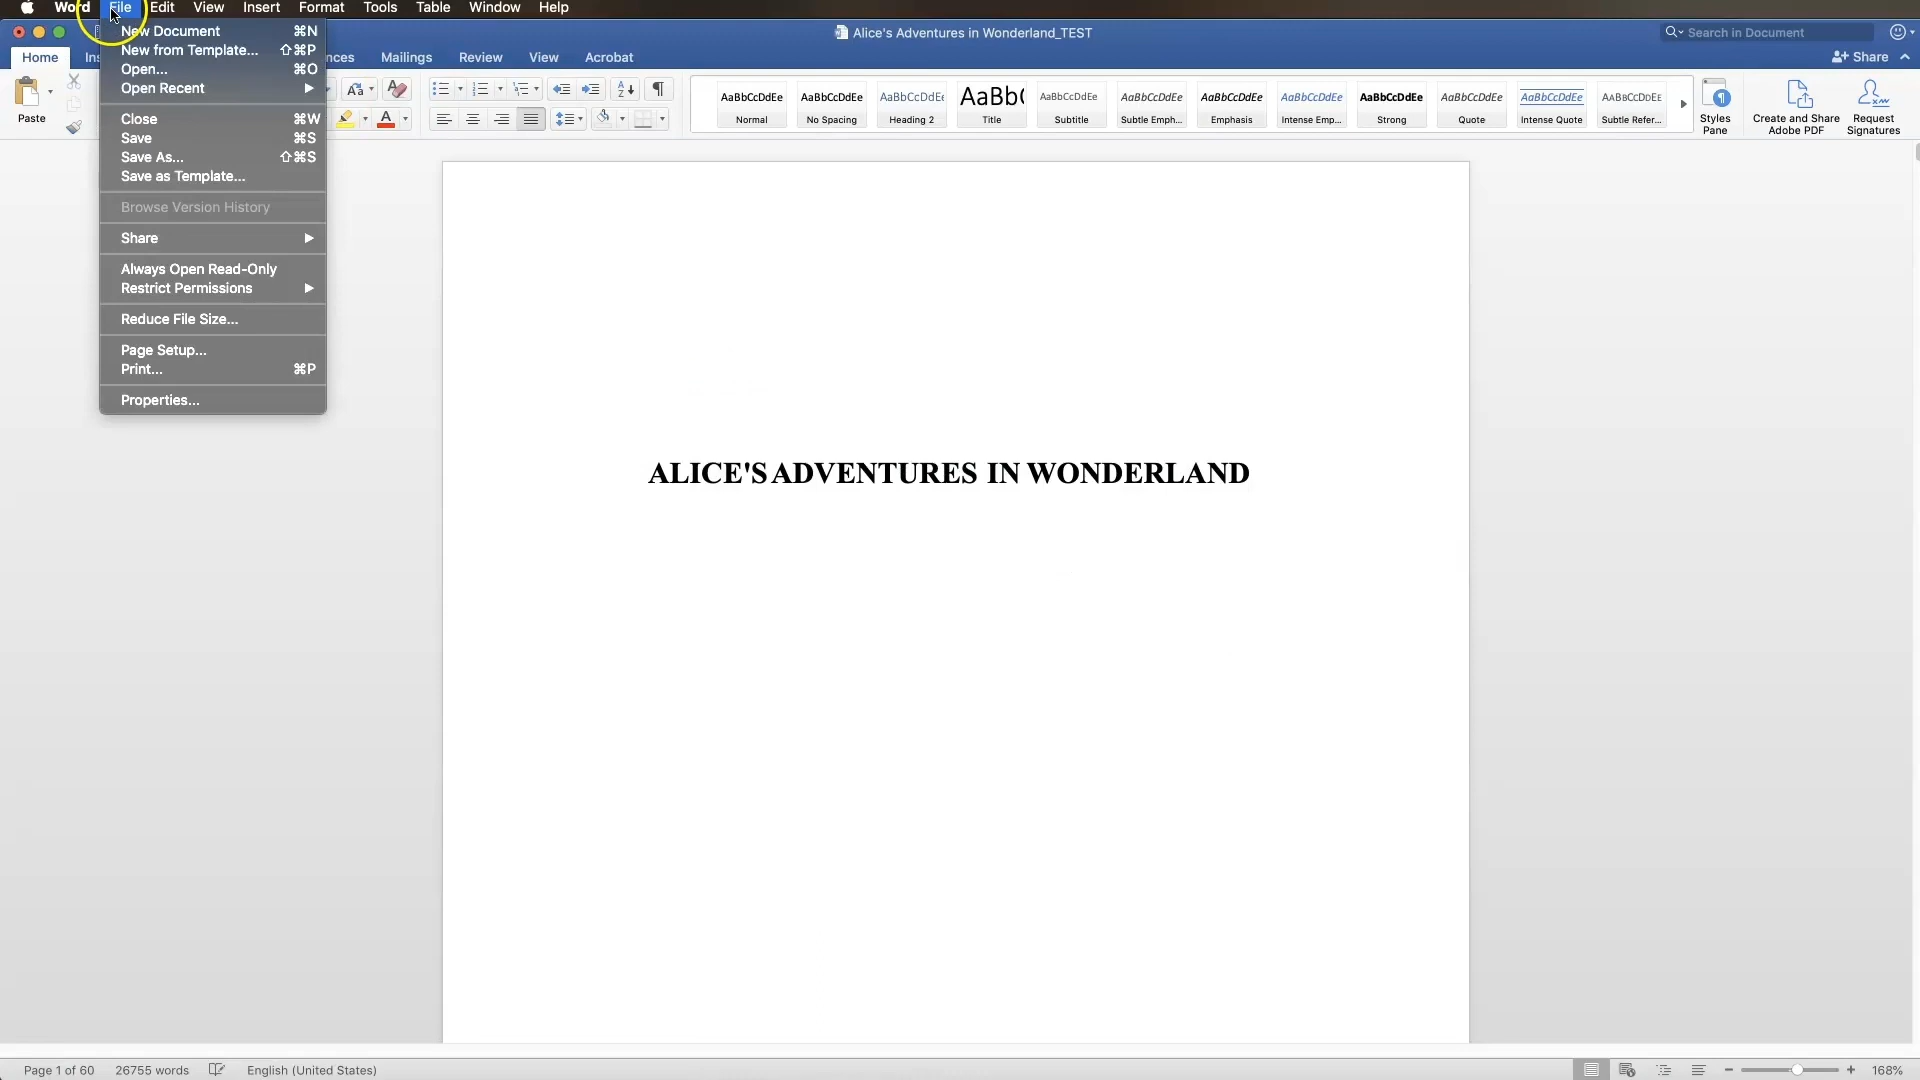 Word File Edit View Insert Format Tools Table Window Help
Alice's Adventures in Wonderland_TEST
Search in Document
Home Ins nces Mailings Review View Acrobat
Share
New Document ⌘N
New from Template... ⇧⌘P
Open... ⌘O
Open Recent ▶
Close ⌘W
Save ⌘S
Save As... ⇧⌘S
Save as Template...
Browse Version History
Share ▶
Always Open Read-Only
Restrict Permissions ▶
Reduce File Size...
Page Setup...
Print... ⌘P
Properties...
Paste
AaBbCcDdEe AaBbCcDdEe AaBbCcDdEe AaBb( AaBbCcDdEe AaBbCcDdEe AaBbCcDdEe AaBbCcDdEe AaBbCcDdEe AaBbCcDdEe AaBbCcDdEe AaBbCcDdEe
Normal No Spacing Heading 2 Title Subtitle Subtle Emph... Emphasis Intense Emp... Strong Quote Intense Quote Subtle Refer...
Styles
Pane
Create and Share
Adobe PDF
Request
Signatures
ALICE'S ADVENTURES IN WONDERLAND
Page 1 of 60 26755 words English (United States) 168%